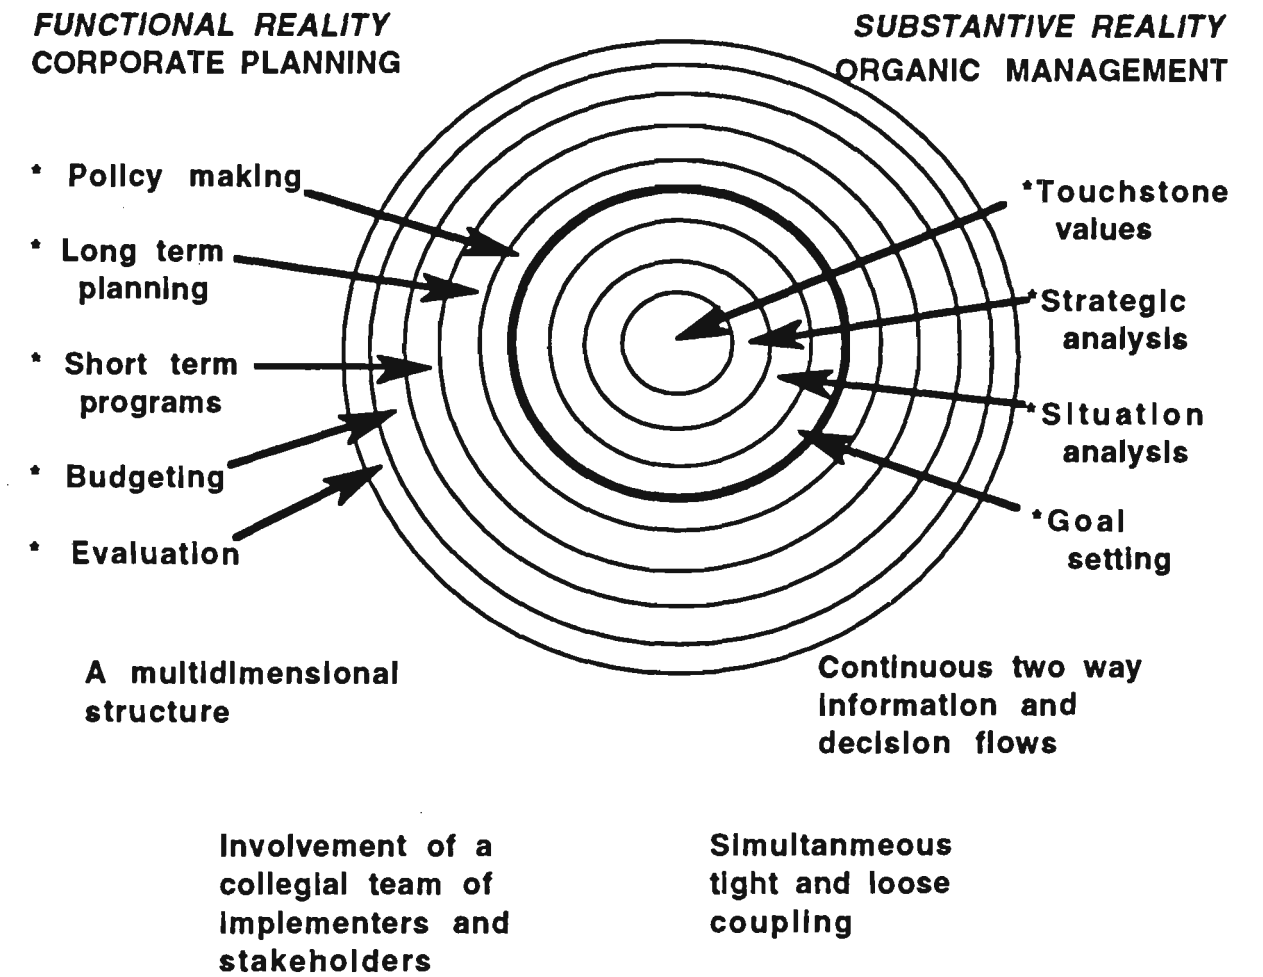 FUNCTIONAL REALITY
CORPORATE PLANNING
SUBSTANTIVE REALITY
ORGANIC MANAGEMENT
* Policy making
* Long term
planning
* Short term
programs
* Budgeting
* Evaluation
*Touchstone
values
*Strategic
analysis
*Situation
analysis
*Goal
setting
A multidimensional
structure
Continuous two way
information and
decision flows
Involvement of a
collegial team of
implementers and
stakeholders
Simultanmeous
tight and loose
coupling